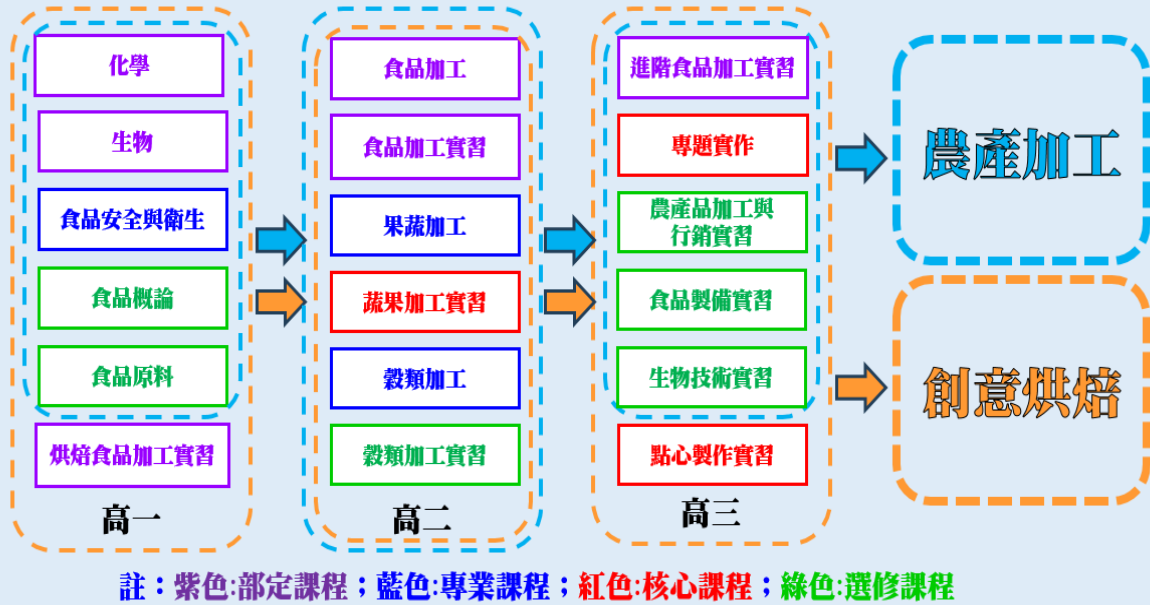 化學
生物
食品安全與衛生
食品概論
食品原料
烘焙食品加工實習
高一
食品加工
食品加工實習
果蔬加工
蔬果加工實習
穀類加工
穀類加工實習
高二
進階食品加工實習
專題實作
農產品加工與
行銷實習
食品製備實習
生物技術實習
點心製作實習
高三
農產加工
創意烘焙
註：紫色:部定課程；藍色:專業課程；紅色:核心課程；綠色:選修課程